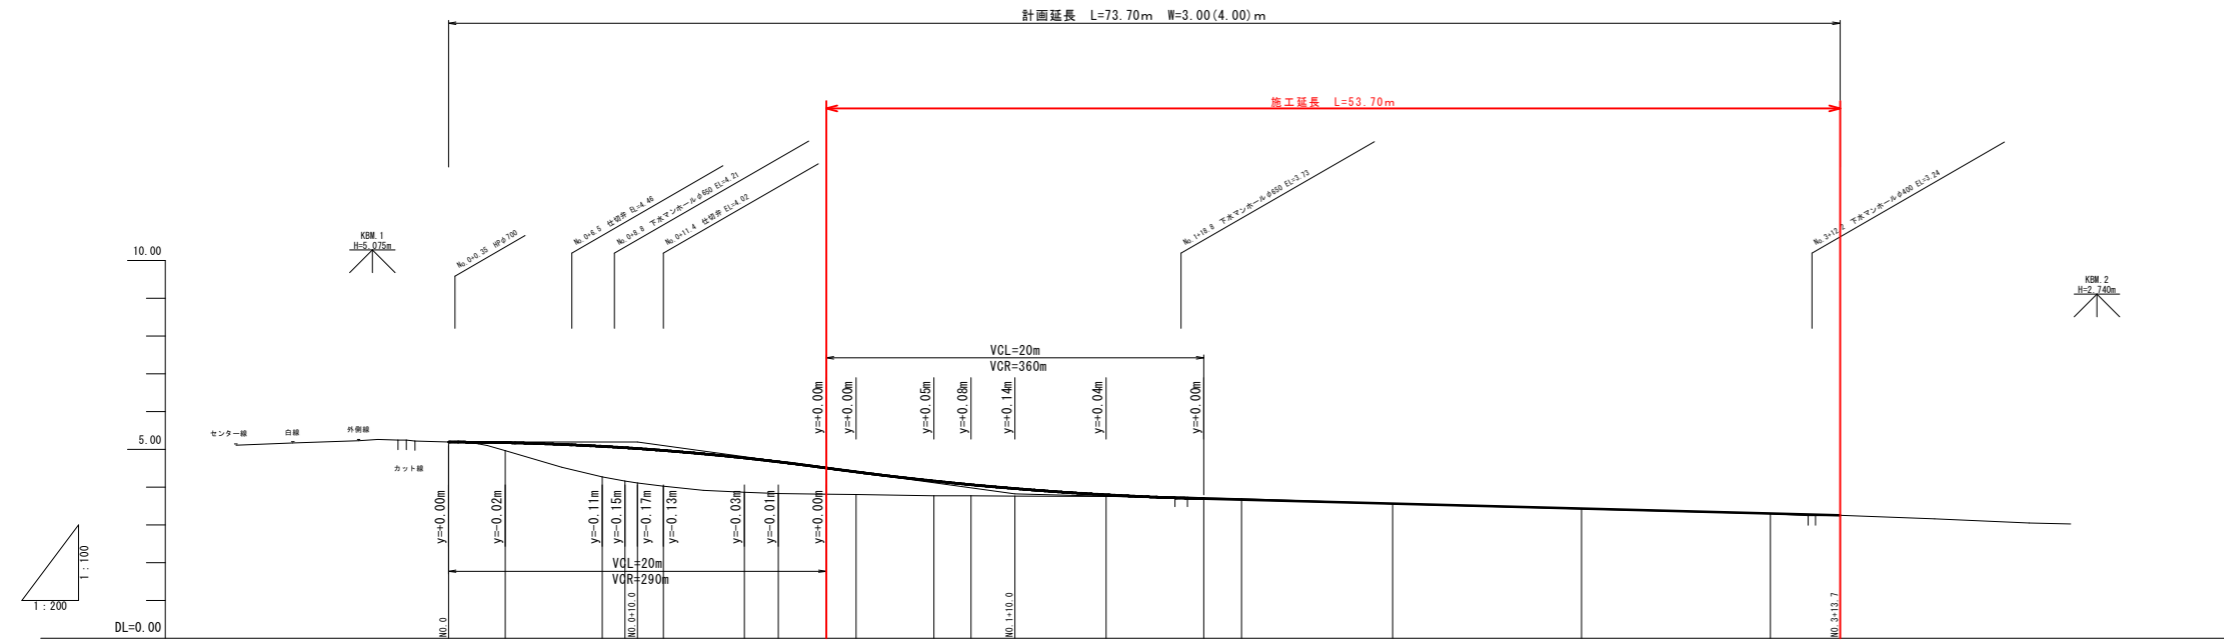 計画延長 L=73.70m W=3.00(4.00)m
施工延長 L=53.70m
No.0+0.35 HPφ700
No.0+6.5 仕切弁 EL=4.46
No.0+8.8 下水マンホールφ650 EL=4.21
No.0+11.4 仕切弁 EL=4.02
No.1+18.8 下水マンホールφ650 EL=3.73
No.3+12.2 下水マンホールφ400 EL=3.24
KBM.1
H=5.075m
KBM.2
H=2.740m
10.00
5.00
DL=0.00
VCL=20m
VCR=360m
y=+0.00m
y=+0.00m
y=+0.05m
y=+0.08m
y=+0.14m
y=+0.04m
y=+0.00m
センター線
白線
外側線
カット線
y=+0.00m
y=-0.02m
y=-0.11m
y=-0.15m
y=-0.17m
y=-0.13m
y=-0.03m
y=-0.01m
y=+0.00m
VCL=20m
VCR=290m
1:100
1:200
NO.0
NO.0+10.0
NO.1+10.0
NO.3+13.7